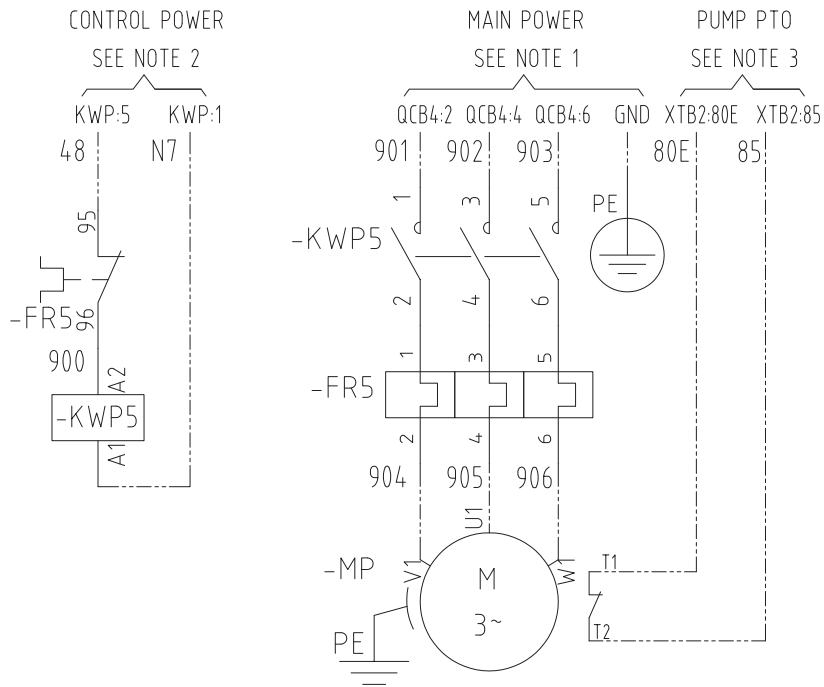 CONTROL POWER
SEE NOTE 2
MAIN POWER
SEE NOTE 1
PUMP PTO
SEE NOTE 3
KWP:5
KWP:1
QCB4:2
QCB4:4
QCB4:6
GND
XTB2:80E
XTB2:85
48
N7
901
902
903
80E
85
95
-FR5
96
900
A2
-KWP5
A1
-KWP5
1
3
5
PE
2
4
6
1
3
5
-FR5
2
4
6
904
905
906
U1
-MP
V1
W1
M
3~
PE
T1
T2